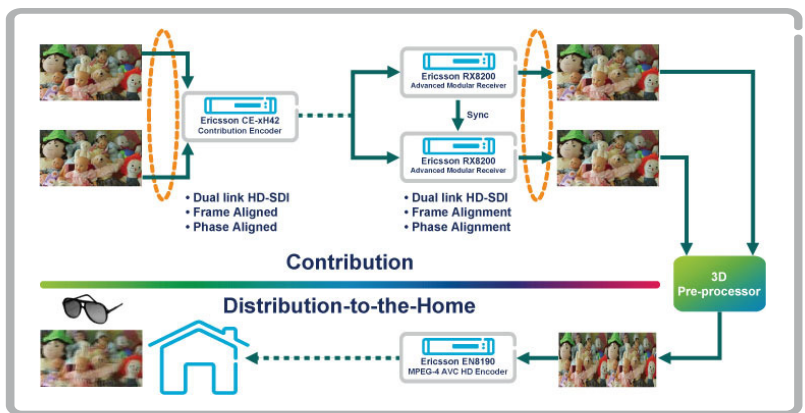 Ericsson CE-xH42
Contribution Encoder
Ericsson RX8200
Advanced Modular Receiver
Sync
Ericsson RX8200
Advanced Modular Receiver
• Dual link HD-SDI
• Frame Aligned
• Phase Aligned
• Dual link HD-SDI
• Frame Alignment
• Phase Alignment
Contribution
3D
Pre-processor
Distribution-to-the-Home
Ericsson EN8190
MPEG-4 AVC HD Encoder